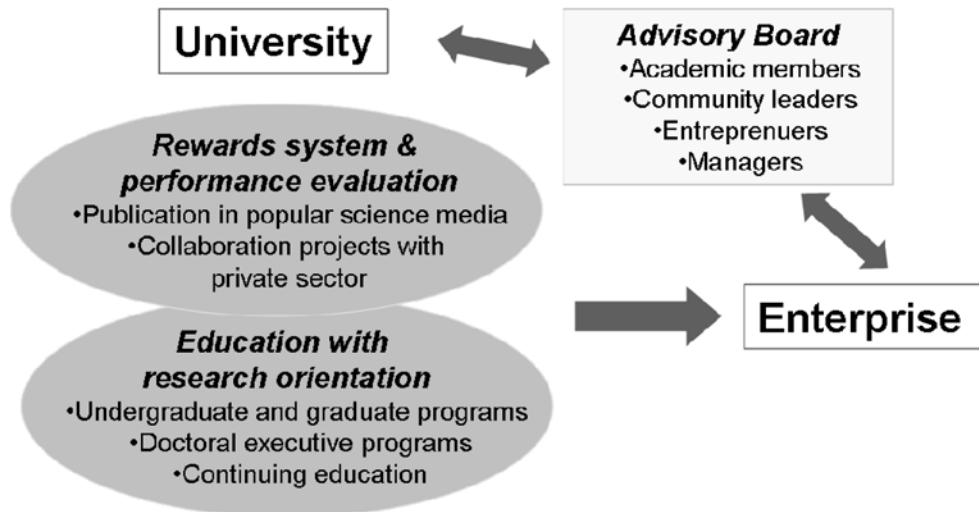 University
Advisory Board
•Academic members
•Community leaders
•Entreprenuers
•Managers
Rewards system &
performance evaluation
•Publication in popular science media
•Collaboration projects with
private sector
Enterprise
Education with
research orientation
•Undergraduate and graduate programs
•Doctoral executive programs
•Continuing education